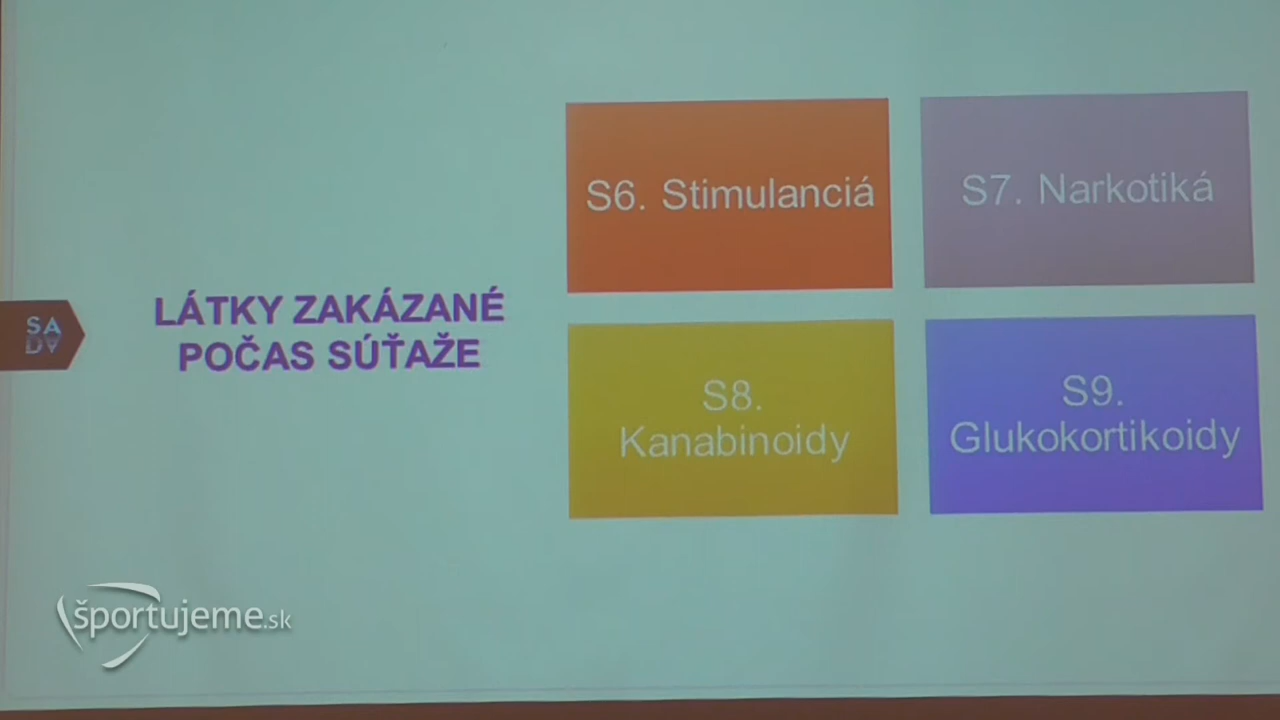 LÁTKY ZAKÁZANÉ
POČAS SÚŤAŽE
S6. Stimulanciá
S7. Narkotiká
S8.
Kanabinoidy
S9.
Glukokortikoidy
SA
DV
športujeme.sk